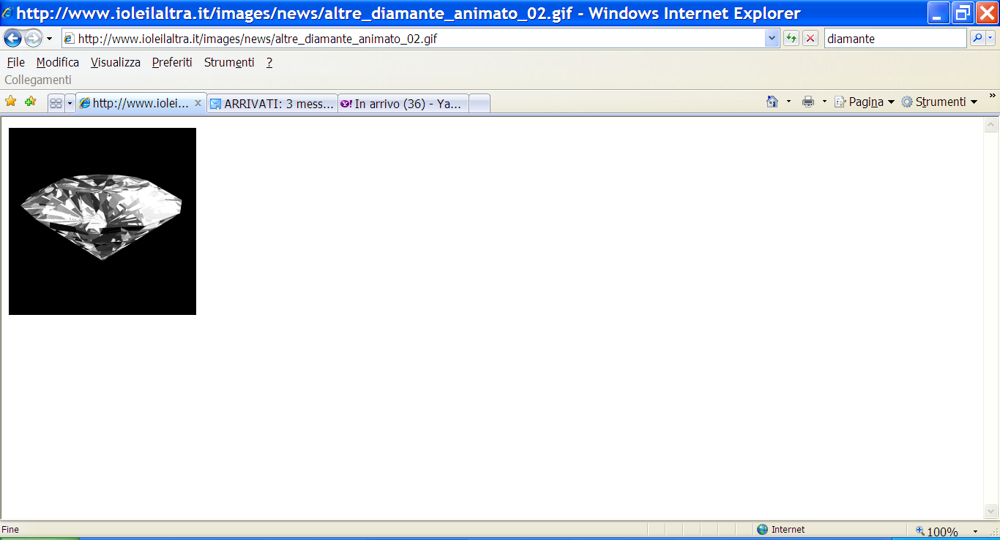 http://www.ioleilaltra.it/images/news/altre_diamante_animato_02.gif - Windows Internet Explorer
http://www.ioleilaltra.it/images/news/altre_diamante_animato_02.gif diamante
File Modifica Visualizza Preferiti Strumenti ?
Collegamenti
http://www.iolei... ARRIVATI: 3 mess... In arrivo (36) - Ya... Pagina Strumenti »
Fine Internet 100%